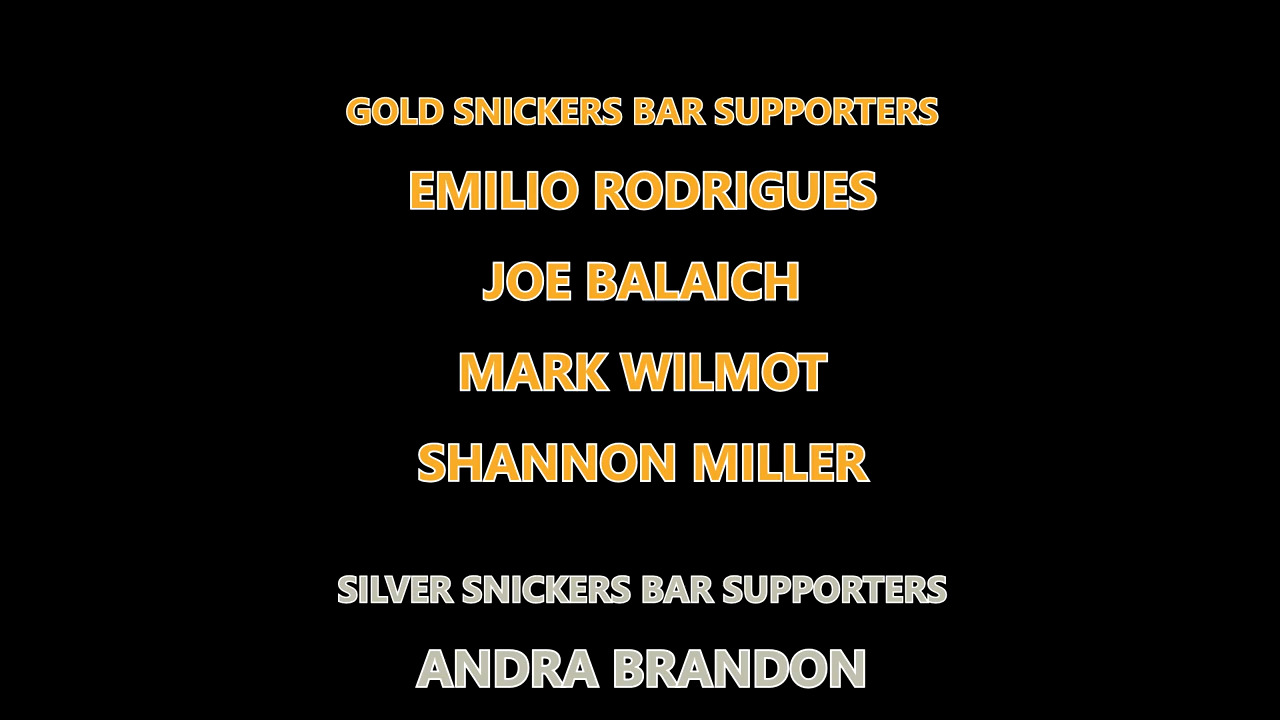 GOLD SNICKERS BAR SUPPORTERS
EMILIO RODRIGUES
JOE BALAICH
MARK WILMOT
SHANNON MILLER
SILVER SNICKERS BAR SUPPORTERS
ANDRA BRANDON